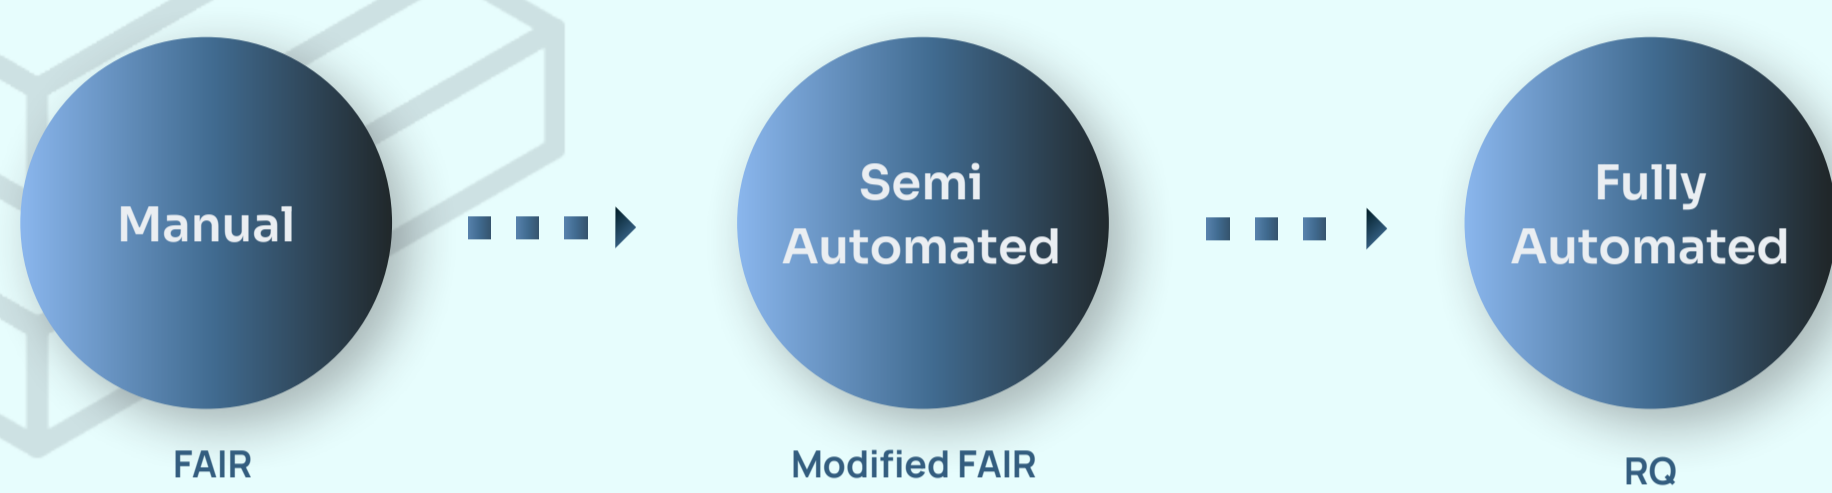 Manual
Semi
Automated
Fully
Automated
FAIR
Modified FAIR
RQ